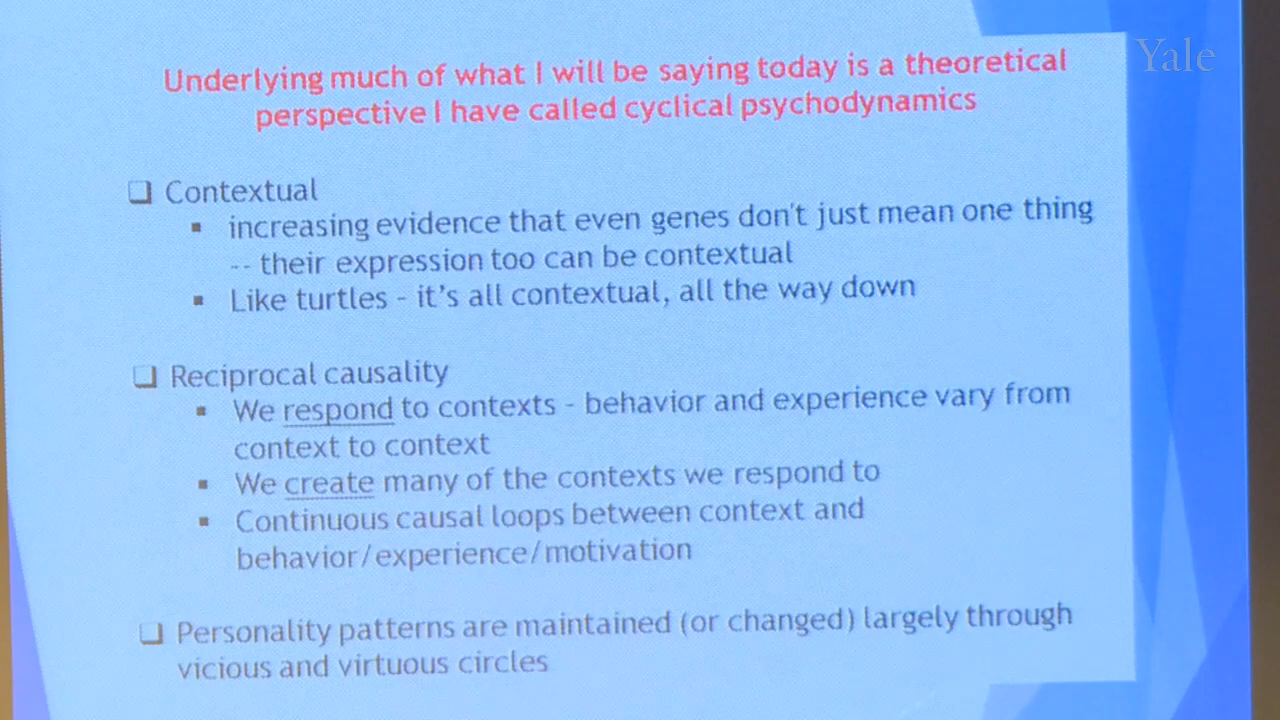 Yale
Underlying much of what I will be saying today is a theoretical
perspective I have called cyclical psychodynamics
❑ Contextual
▪ increasing evidence that even genes don't just mean one thing
-- their expression too can be contextual
▪ Like turtles - it's all contextual, all the way down
❑ Reciprocal causality
▪ We respond to contexts - behavior and experience vary from
context to context
▪ We create many of the contexts we respond to
▪ Continuous causal loops between context and
behavior/experience/motivation
❑ Personality patterns are maintained (or changed) largely through
vicious and virtuous circles